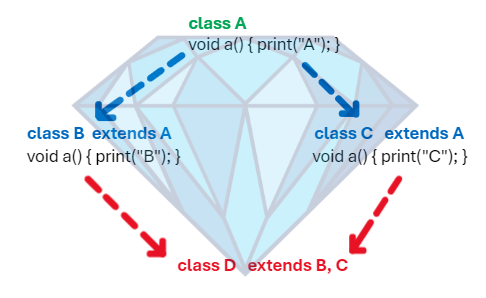 class A
void a() { print("A"); }
class B extends A
void a() { print("B"); }
class C extends A
void a() { print("C"); }
class D extends B, C